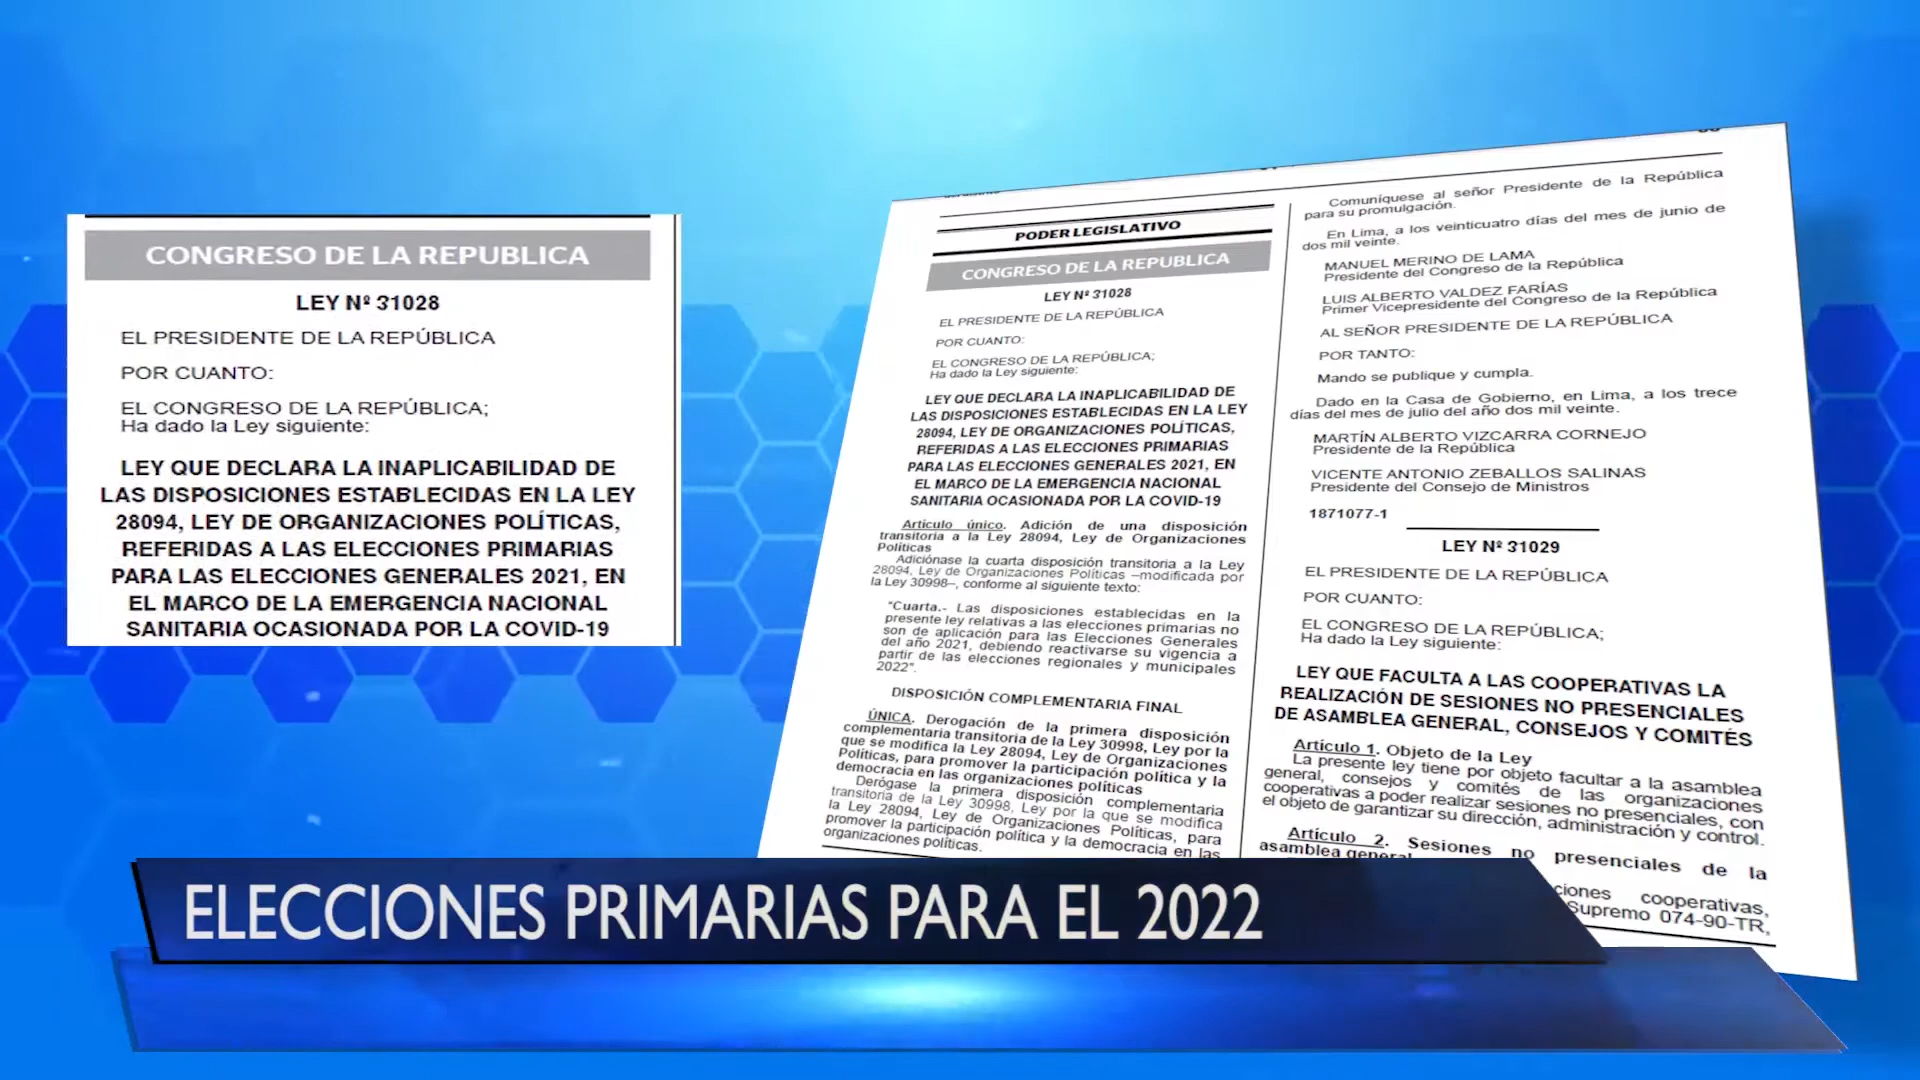 CONGRESO DE LA REPUBLICA
LEY Nº 31028
EL PRESIDENTE DE LA REPÚBLICA
POR CUANTO:
EL CONGRESO DE LA REPÚBLICA;
Ha dado la Ley siguiente:
LEY QUE DECLARA LA INAPLICABILIDAD DE
LAS DISPOSICIONES ESTABLECIDAS EN LA LEY
28094, LEY DE ORGANIZACIONES POLÍTICAS,
REFERIDAS A LAS ELECCIONES PRIMARIAS
PARA LAS ELECCIONES GENERALES 2021, EN
EL MARCO DE LA EMERGENCIA NACIONAL
SANITARIA OCASIONADA POR LA COVID-19
PODER LEGISLATIVO
CONGRESO DE LA REPUBLICA
LEY Nº 31028
EL PRESIDENTE DE LA REPÚBLICA
POR CUANTO:
EL CONGRESO DE LA REPÚBLICA;
Ha dado la Ley siguiente:
LEY QUE DECLARA LA INAPLICABILIDAD DE
LAS DISPOSICIONES ESTABLECIDAS EN LA LEY
28094, LEY DE ORGANIZACIONES POLÍTICAS,
REFERIDAS A LAS ELECCIONES PRIMARIAS
PARA LAS ELECCIONES GENERALES 2021, EN
EL MARCO DE LA EMERGENCIA NACIONAL
SANITARIA OCASIONADA POR LA COVID-19
Artículo único. Adición de una disposición
transitoria a la Ley 28094, Ley de Organizaciones
Políticas
Adiciónase la cuarta disposición transitoria a la Ley
28094, Ley de Organizaciones Políticas –modificada por
la Ley 30998–, conforme al siguiente texto:
"Cuarta.- Las disposiciones establecidas en la
presente ley relativas a las elecciones primarias no
son de aplicación para las Elecciones Generales
del año 2021, debiendo reactivarse su vigencia a
partir de las elecciones regionales y municipales
2022".
DISPOSICIÓN COMPLEMENTARIA FINAL
ÚNICA. Derogación de la primera disposición
complementaria transitoria de la Ley 30998, Ley por la
que se modifica la Ley 28094, Ley de Organizaciones
Políticas, para promover la participación política y la
democracia en las organizaciones políticas
Derógase la primera disposición complementaria
transitoria de la Ley 30998, Ley por la que se modifica
la Ley 28094, Ley de Organizaciones Políticas, para
promover la participación política y la democracia en las
organizaciones políticas.
Comuníquese al señor Presidente de la República
para su promulgación.
En Lima, a los veinticuatro días del mes de junio de
dos mil veinte.
MANUEL MERINO DE LAMA
Presidente del Congreso de la República
LUIS ALBERTO VALDEZ FARÍAS
Primer Vicepresidente del Congreso de la República
AL SEÑOR PRESIDENTE DE LA REPÚBLICA
POR TANTO:
Mando se publique y cumpla.
Dado en la Casa de Gobierno, en Lima, a los trece
días del mes de julio del año dos mil veinte.
MARTÍN ALBERTO VIZCARRA CORNEJO
Presidente de la República
VICENTE ANTONIO ZEBALLOS SALINAS
Presidente del Consejo de Ministros
1871077-1
LEY Nº 31029
EL PRESIDENTE DE LA REPÚBLICA
POR CUANTO:
EL CONGRESO DE LA REPÚBLICA;
Ha dado la Ley siguiente:
LEY QUE FACULTA A LAS COOPERATIVAS LA
REALIZACIÓN DE SESIONES NO PRESENCIALES
DE ASAMBLEA GENERAL, CONSEJOS Y COMITÉS
Artículo 1. Objeto de la Ley
La presente ley tiene por objeto facultar a la asamblea
general, consejos y comités de las organizaciones
cooperativas a poder realizar sesiones no presenciales, con
el objeto de garantizar su dirección, administración y control.
Artículo 2. Sesiones no presenciales de la
asamblea general
ciones cooperativas,
Supremo 074-90-TR,
ELECCIONES PRIMARIAS PARA EL 2022